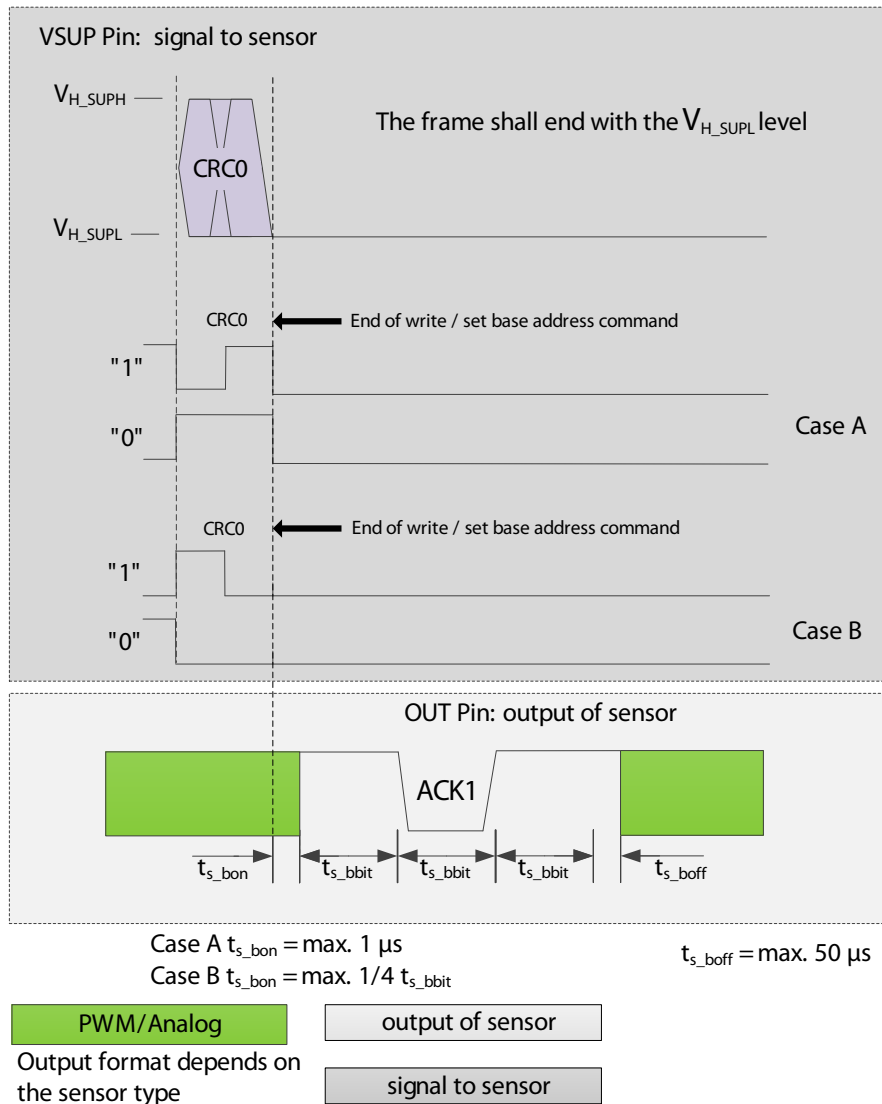 VSUP Pin: signal to sensor
V_H_SUPH
The frame shall end with the V_H_SUPL level
CRC0
V_H_SUPL
CRC0
End of write / set base address command
"1"
"0"
Case A
CRC0
End of write / set base address command
"1"
"0"
Case B
OUT Pin: output of sensor
ACK1
t_s_bon
t_s_bbit
t_s_bbit
t_s_bbit
t_s_boff
Case A t_s_bon = max. 1 µs
Case B t_s_bon = max. 1/4 t_s_bbit
t_s_boff = max. 50 µs
PWM/Analog
output of sensor
Output format depends on
the sensor type
signal to sensor